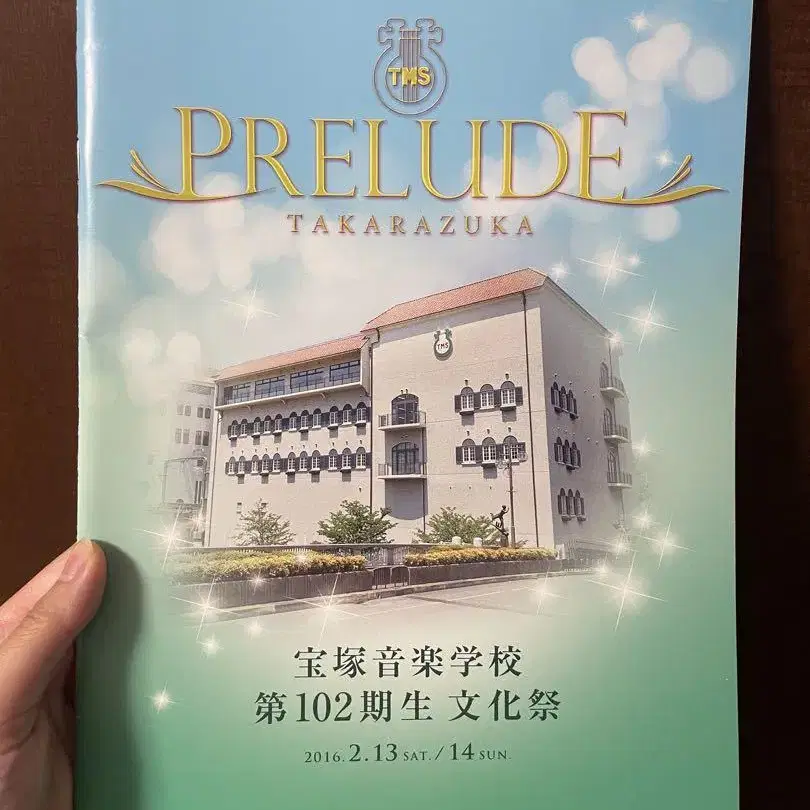 TMS
PRELUDE
TAKARAZUKA
TMS
宝塚音楽学校
第102期生 文化祭
2016. 2.13 SAT. / 14 SUN.